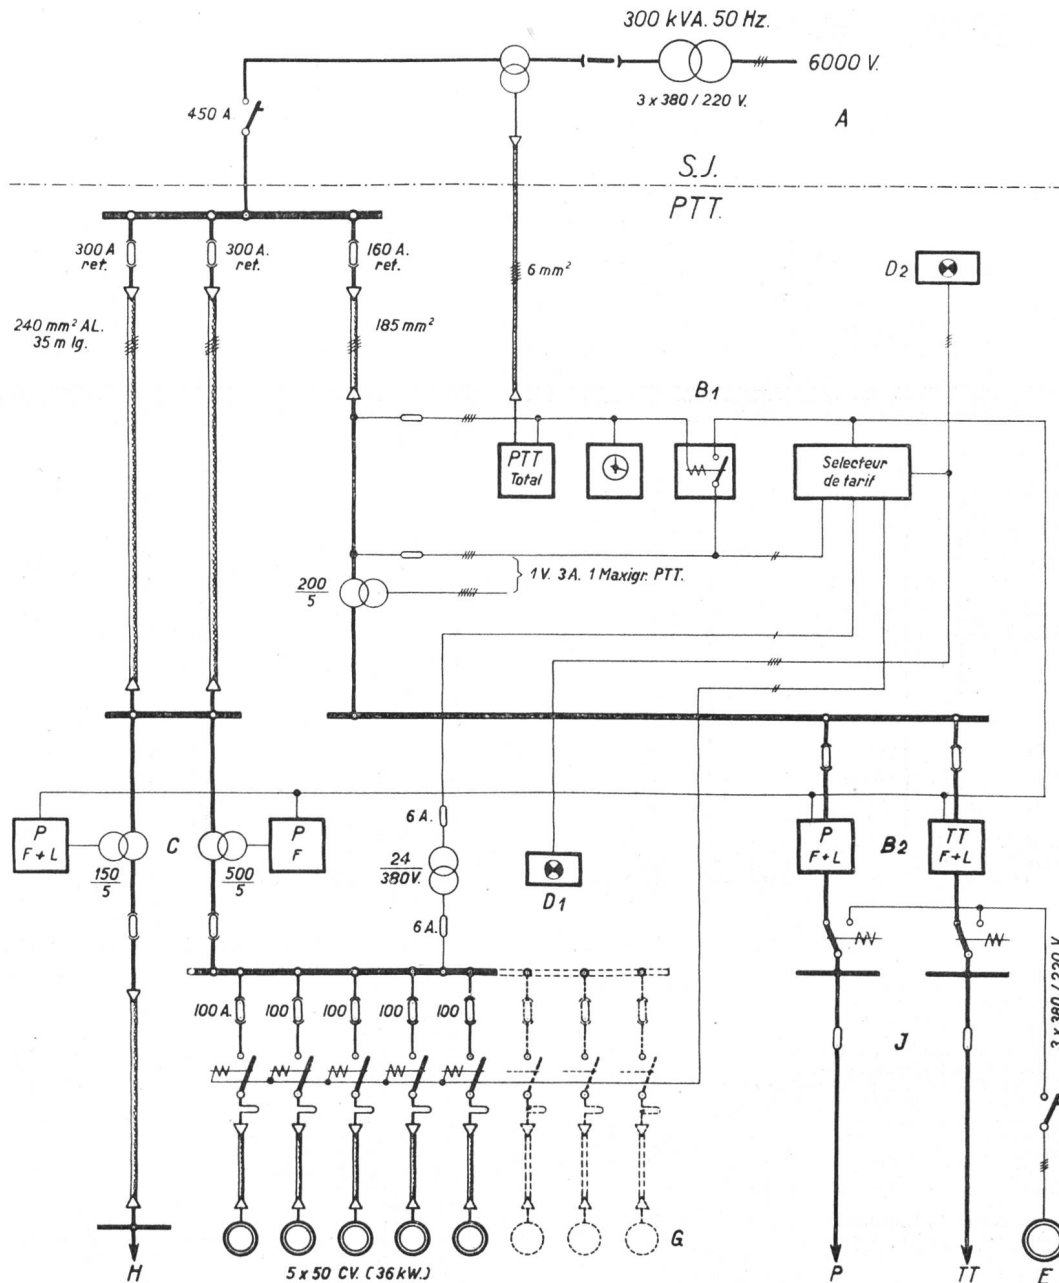 300 kVA. 50 Hz.
6000 V.
3 x 380 / 220 V.
450 A.
A
S.J.
PTT.
300 A
ret.
300 A.
ret.
160 A.
ret.
6 mm²
D2
240 mm² AL.
35 m lg.
185 mm²
B1
PTT
Total
Selecteur
de tarif
200
5
1 V. 3 A. 1 Maxigr. PTT.
P
F + L
C
P
F
150
5
500
5
6 A.
24
380 V.
6 A.
D1
P
F + L
B2
TT
F + L
3 x 380 / 220 V.
100 A.
100
100
100
100
J
G
H
5 x 50 CV. (36 kW.)
P
TT
E